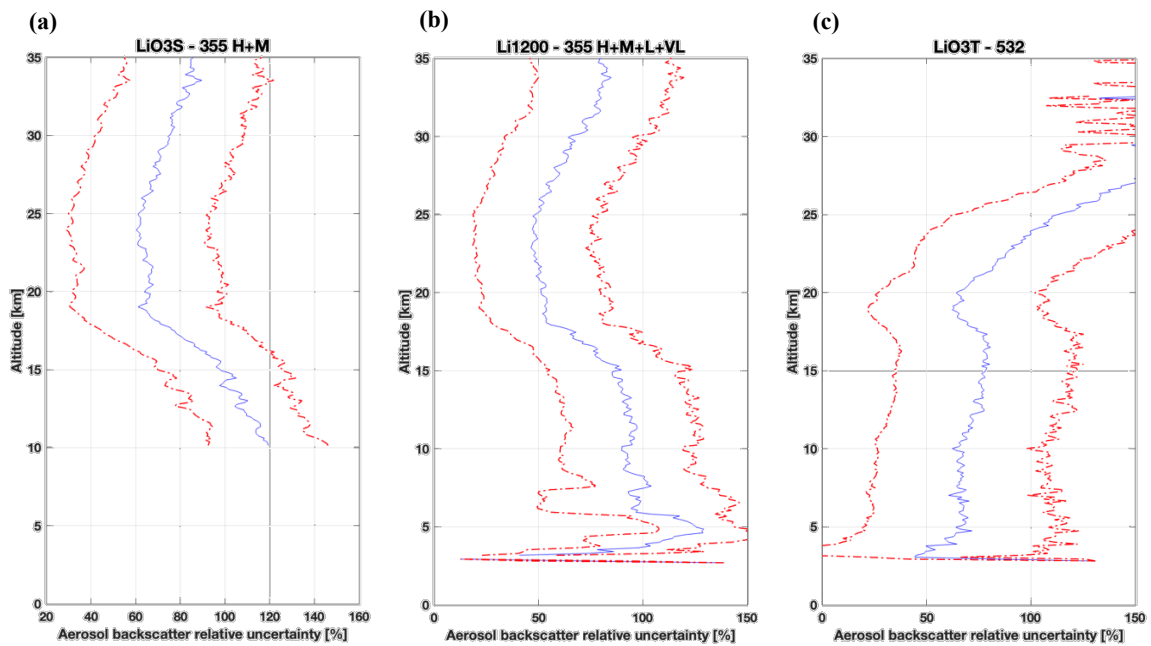 (a)
LiO3S - 355 H+M
35
30
25
20
15
10
5
0
20 40 60 80 100 120 140 160
Altitude [km]
Aerosol backscatter relative uncertainty [%]
(b)
Li1200 - 355 H+M+L+VL
35
30
25
20
15
10
5
0
50 100 150
Altitude [km]
Aerosol backscatter relative uncertainty [%]
(c)
LiO3T - 532
35
30
25
20
15
10
5
0
0 50 100 150
Altitude [km]
Aerosol backscatter relative uncertainty [%]